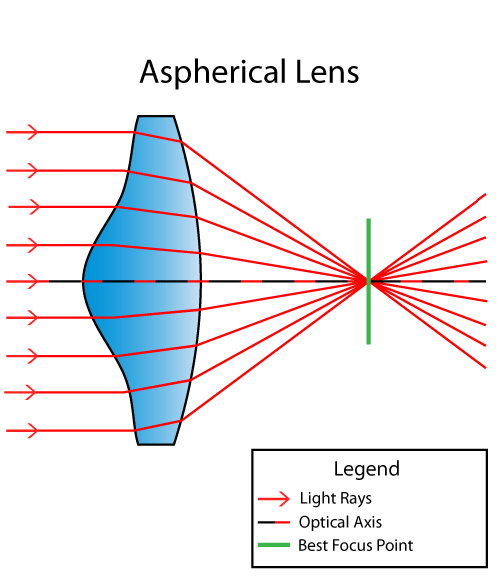 Aspherical Lens
Legend
Light Rays
Optical Axis
Best Focus Point